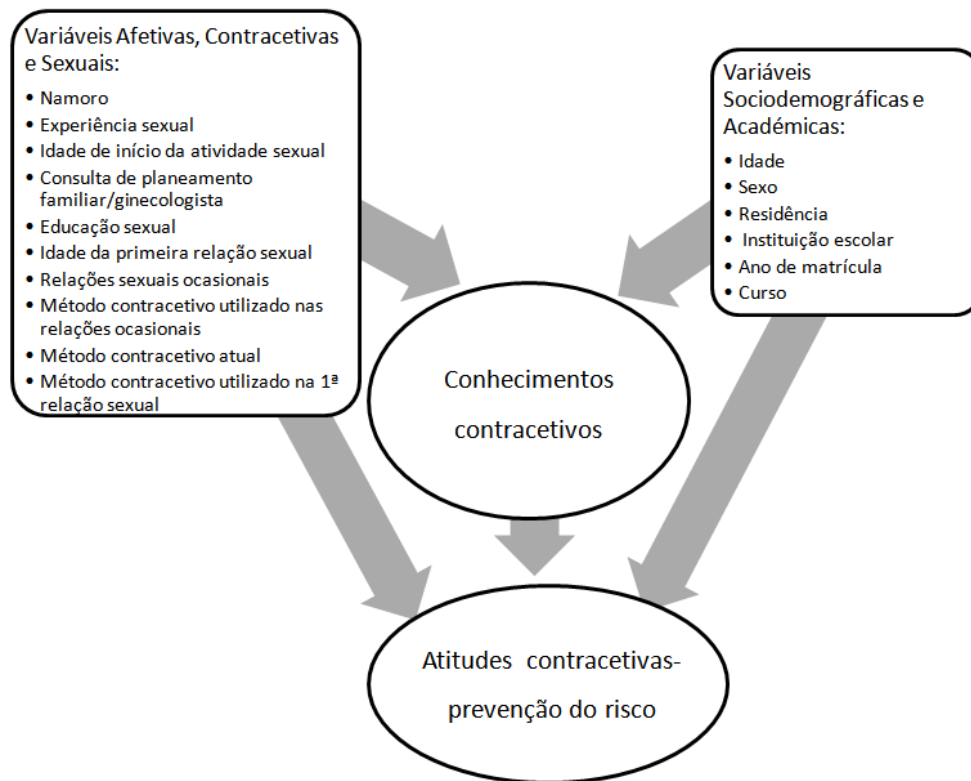 Variáveis Afetivas, Contracetivas
e Sexuais:
• Namoro
• Experiência sexual
• Idade de início da atividade sexual
• Consulta de planeamento
familiar/ginecologista
• Educação sexual
• Idade da primeira relação sexual
• Relações sexuais ocasionais
• Método contracetivo utilizado nas
relações ocasionais
• Método contracetivo atual
• Método contracetivo utilizado na 1ª
relação sexual
Variáveis
Sociodemográficas e
Académicas:
• Idade
• Sexo
• Residência
• Instituição escolar
• Ano de matrícula
• Curso
Conhecimentos
contracetivos
Atitudes contracetivas-
prevenção do risco